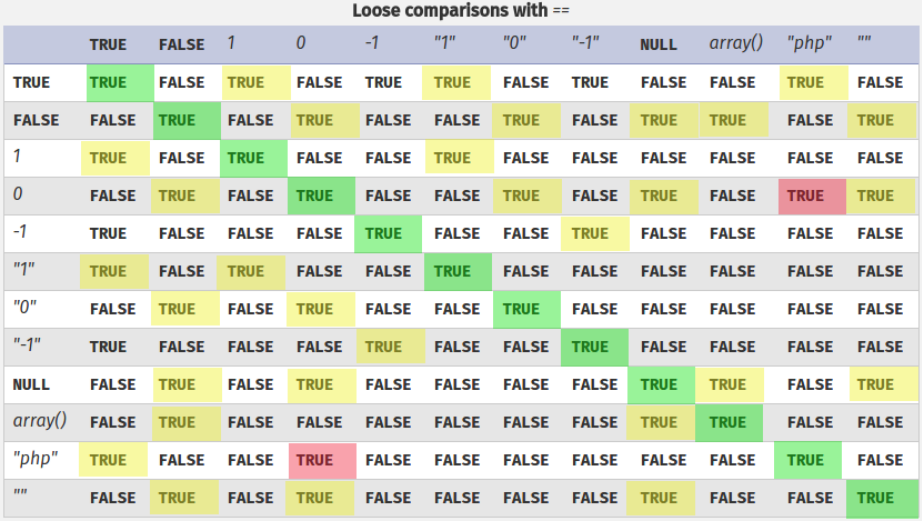 Loose comparisons with ==
TRUE FALSE 1 0 -1 "1" "0" "-1" NULL array() "php" ""
TRUE TRUE FALSE TRUE FALSE TRUE TRUE FALSE TRUE FALSE FALSE TRUE FALSE
FALSE FALSE TRUE FALSE TRUE FALSE FALSE TRUE FALSE TRUE TRUE FALSE TRUE
1 TRUE FALSE TRUE FALSE FALSE TRUE FALSE FALSE FALSE FALSE FALSE FALSE
0 FALSE TRUE FALSE TRUE FALSE FALSE TRUE FALSE TRUE FALSE TRUE TRUE
-1 TRUE FALSE FALSE FALSE TRUE FALSE FALSE TRUE FALSE FALSE FALSE FALSE
"1" TRUE FALSE TRUE FALSE FALSE TRUE FALSE FALSE FALSE FALSE FALSE FALSE
"0" FALSE TRUE FALSE TRUE FALSE FALSE TRUE FALSE FALSE FALSE FALSE FALSE
"-1" TRUE FALSE FALSE FALSE TRUE FALSE FALSE TRUE FALSE FALSE FALSE FALSE
NULL FALSE TRUE FALSE TRUE FALSE FALSE FALSE FALSE TRUE TRUE FALSE TRUE
array() FALSE TRUE FALSE FALSE FALSE FALSE FALSE FALSE TRUE TRUE FALSE FALSE
"php" TRUE FALSE FALSE TRUE FALSE FALSE FALSE FALSE FALSE FALSE TRUE FALSE
"" FALSE TRUE FALSE TRUE FALSE FALSE FALSE FALSE TRUE FALSE FALSE TRUE